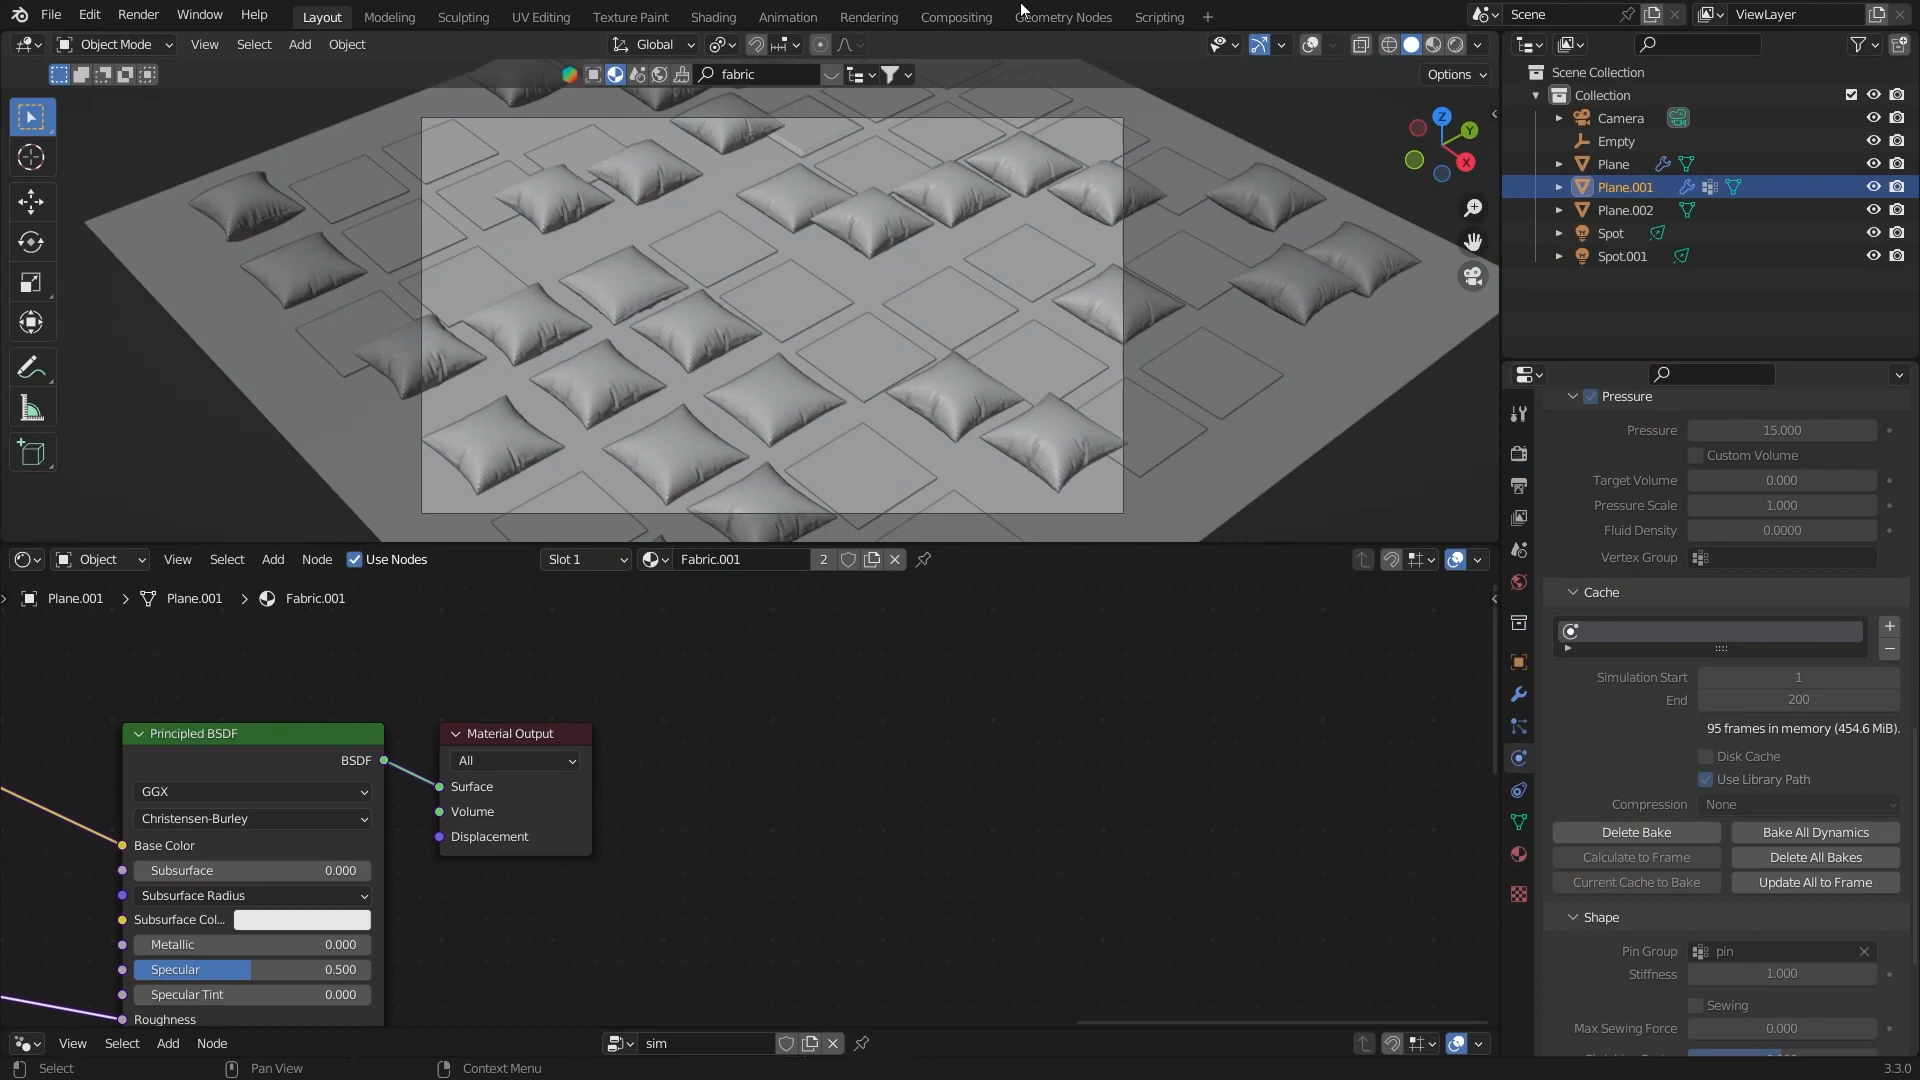 File Edit Render Window Help Layout Modeling Sculpting UV Editing Texture Paint Shading Animation Rendering Compositing Geometry Nodes Scripting + Scene ViewLayer
Object Mode View Select Add Object Global
fabric Options
Z
Y
X
Scene Collection
Collection
Camera
Empty
Plane
Plane.001
Plane.002
Spot
Spot.001
Pressure
Pressure 15.000
Custom Volume
Target Volume 0.000
Pressure Scale 1.000
Fluid Density 0.0000
Vertex Group
Object View Select Add Node Use Nodes Slot 1 Fabric.001 2
Plane.001 > Plane.001 > Fabric.001
Cache
Simulation Start 1
End 200
95 frames in memory (454.6 MiB).
Disk Cache
Use Library Path
Compression None
Delete Bake Bake All Dynamics
Calculate to Frame Delete All Bakes
Current Cache to Bake Update All to Frame
Shape
Pin Group pin
Stiffness 1.000
Sewing
Max Sewing Force 0.000
Principled BSDF
BSDF
GGX
Christensen-Burley
Base Color
Subsurface 0.000
Subsurface Radius
Subsurface Col...
Metallic 0.000
Specular 0.500
Specular Tint 0.000
Roughness
Material Output
All
Surface
Volume
Displacement
View Select Add Node sim
Select Pan View Context Menu 3.3.0